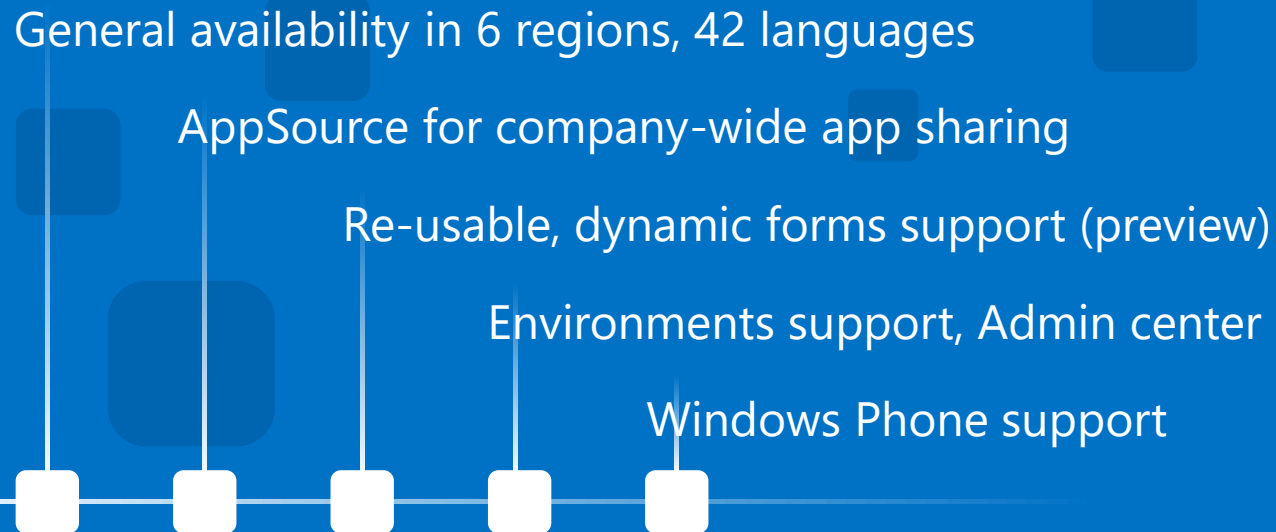 General availability in 6 regions, 42 languages
AppSource for company-wide app sharing
Re-usable, dynamic forms support (preview)
Environments support, Admin center
Windows Phone support